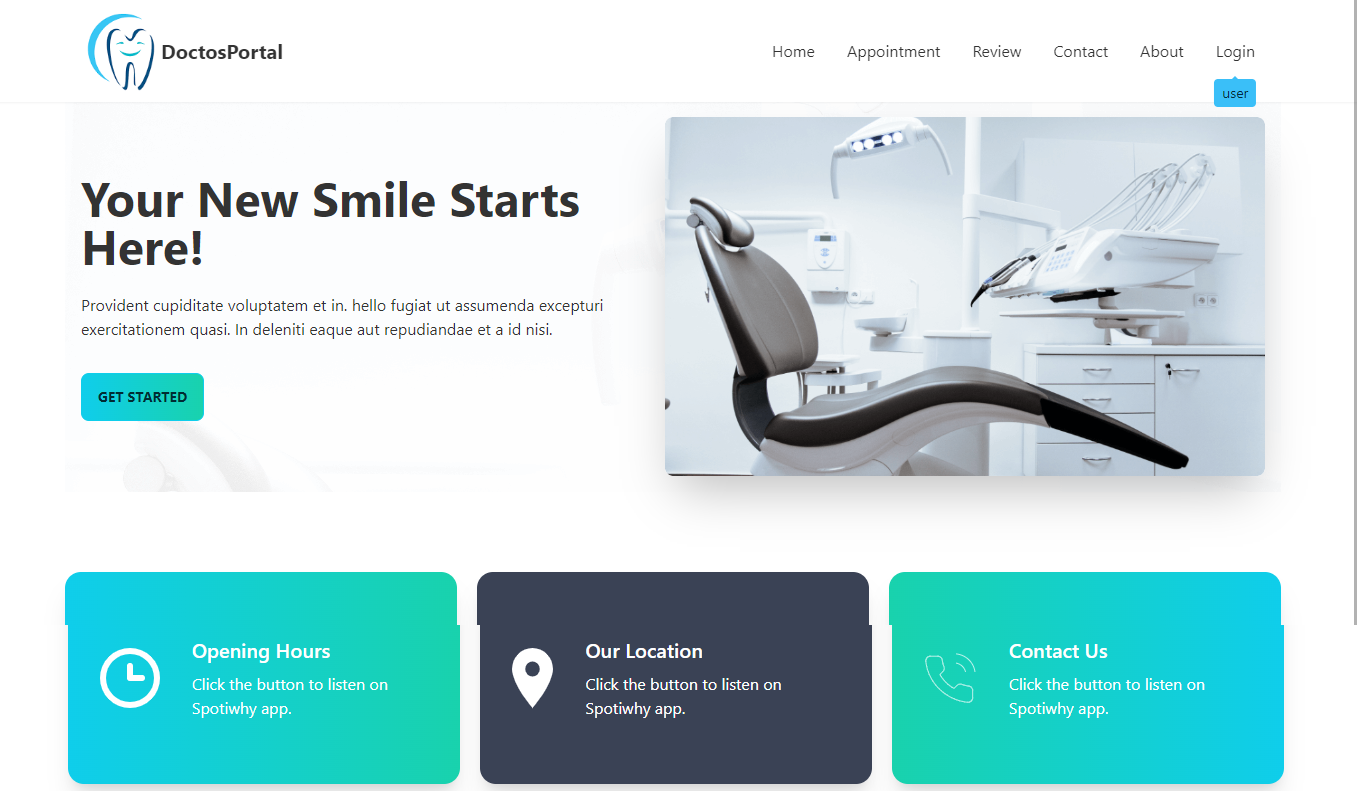 DoctosPortal
Home Appointment Review Contact About Login
user
Your New Smile Starts
Here!
Provident cupiditate voluptatem et in. hello fugiat ut assumenda excepturi
exercitationem quasi. In deleniti eaque aut repudiandae et a id nisi.
GET STARTED
Opening Hours
Click the button to listen on
Spotiwhy app.
Our Location
Click the button to listen on
Spotiwhy app.
Contact Us
Click the button to listen on
Spotiwhy app.